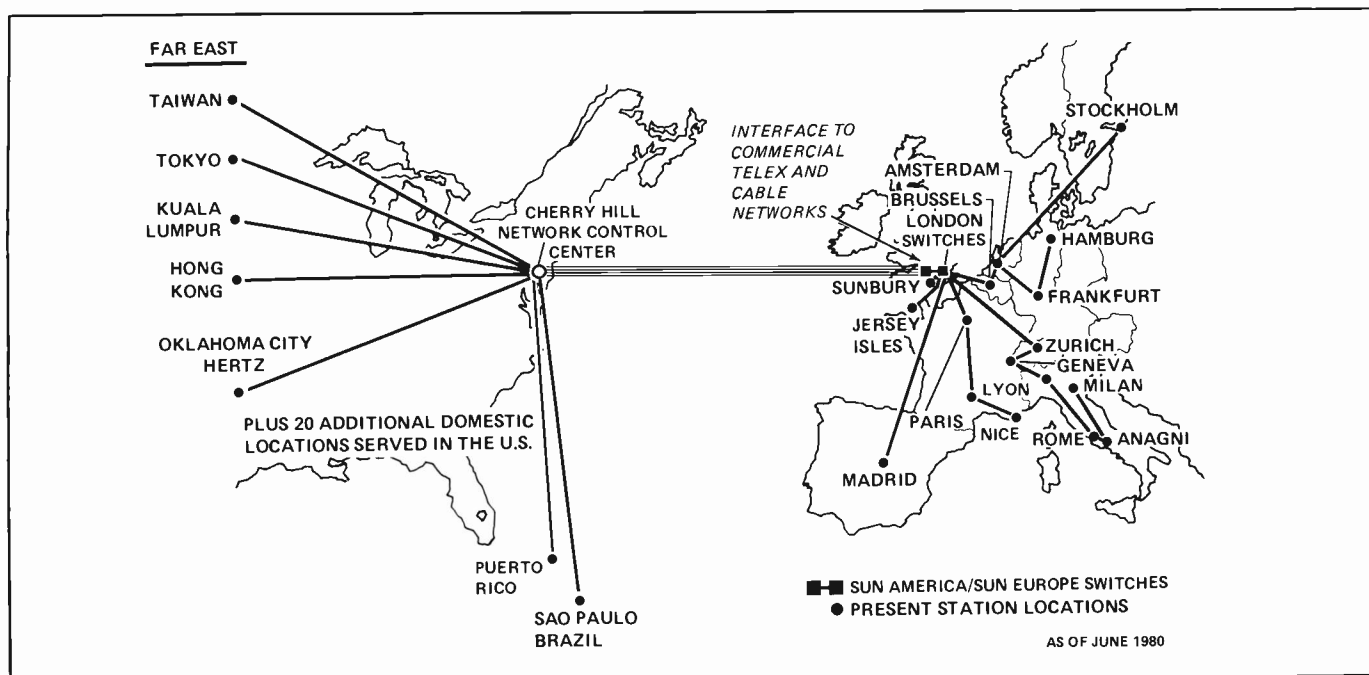 FAR EAST
TAIWAN
TOKYO
KUALA
LUMPUR
HONG
KONG
OKLAHOMA CITY
HERTZ
PLUS 20 ADDITIONAL DOMESTIC
LOCATIONS SERVED IN THE U.S.
CHERRY HILL
NETWORK CONTROL
CENTER
PUERTO
RICO
SAO PAULO
BRAZIL
INTERFACE TO
COMMERCIAL
TELEX AND
CABLE
NETWORKS
STOCKHOLM
AMSTERDAM
BRUSSELS
LONDON
SWITCHES
HAMBURG
SUNBURY
FRANKFURT
JERSEY
ISLES
ZURICH
GENEVA
MILAN
LYON
PARIS
NICE
ROME
ANAGNI
MADRID
SUN AMERICA/SUN EUROPE SWITCHES
PRESENT STATION LOCATIONS
AS OF JUNE 1980